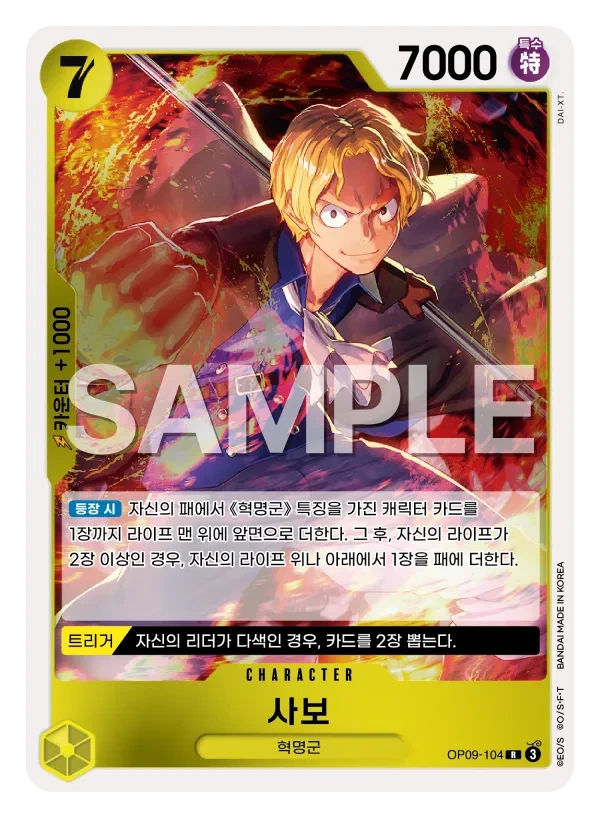 7
7000
특수
特
DAI-XT.
카운터 +1000
SAMPLE
등장 시 자신의 패에서 《혁명군》 특징을 가진 캐릭터 카드를
1장까지 라이프 맨 위에 앞면으로 더한다. 그 후, 자신의 라이프가
2장 이상인 경우, 자신의 라이프 위나 아래에서 1장을 패에 더한다.
트리거 자신의 리더가 다색인 경우, 카드를 2장 뽑는다.
CHARACTER
사보
혁명군
OP09-104 R 3
©E.O/S ©O/S·F·T BANDAI MADE IN KOREA